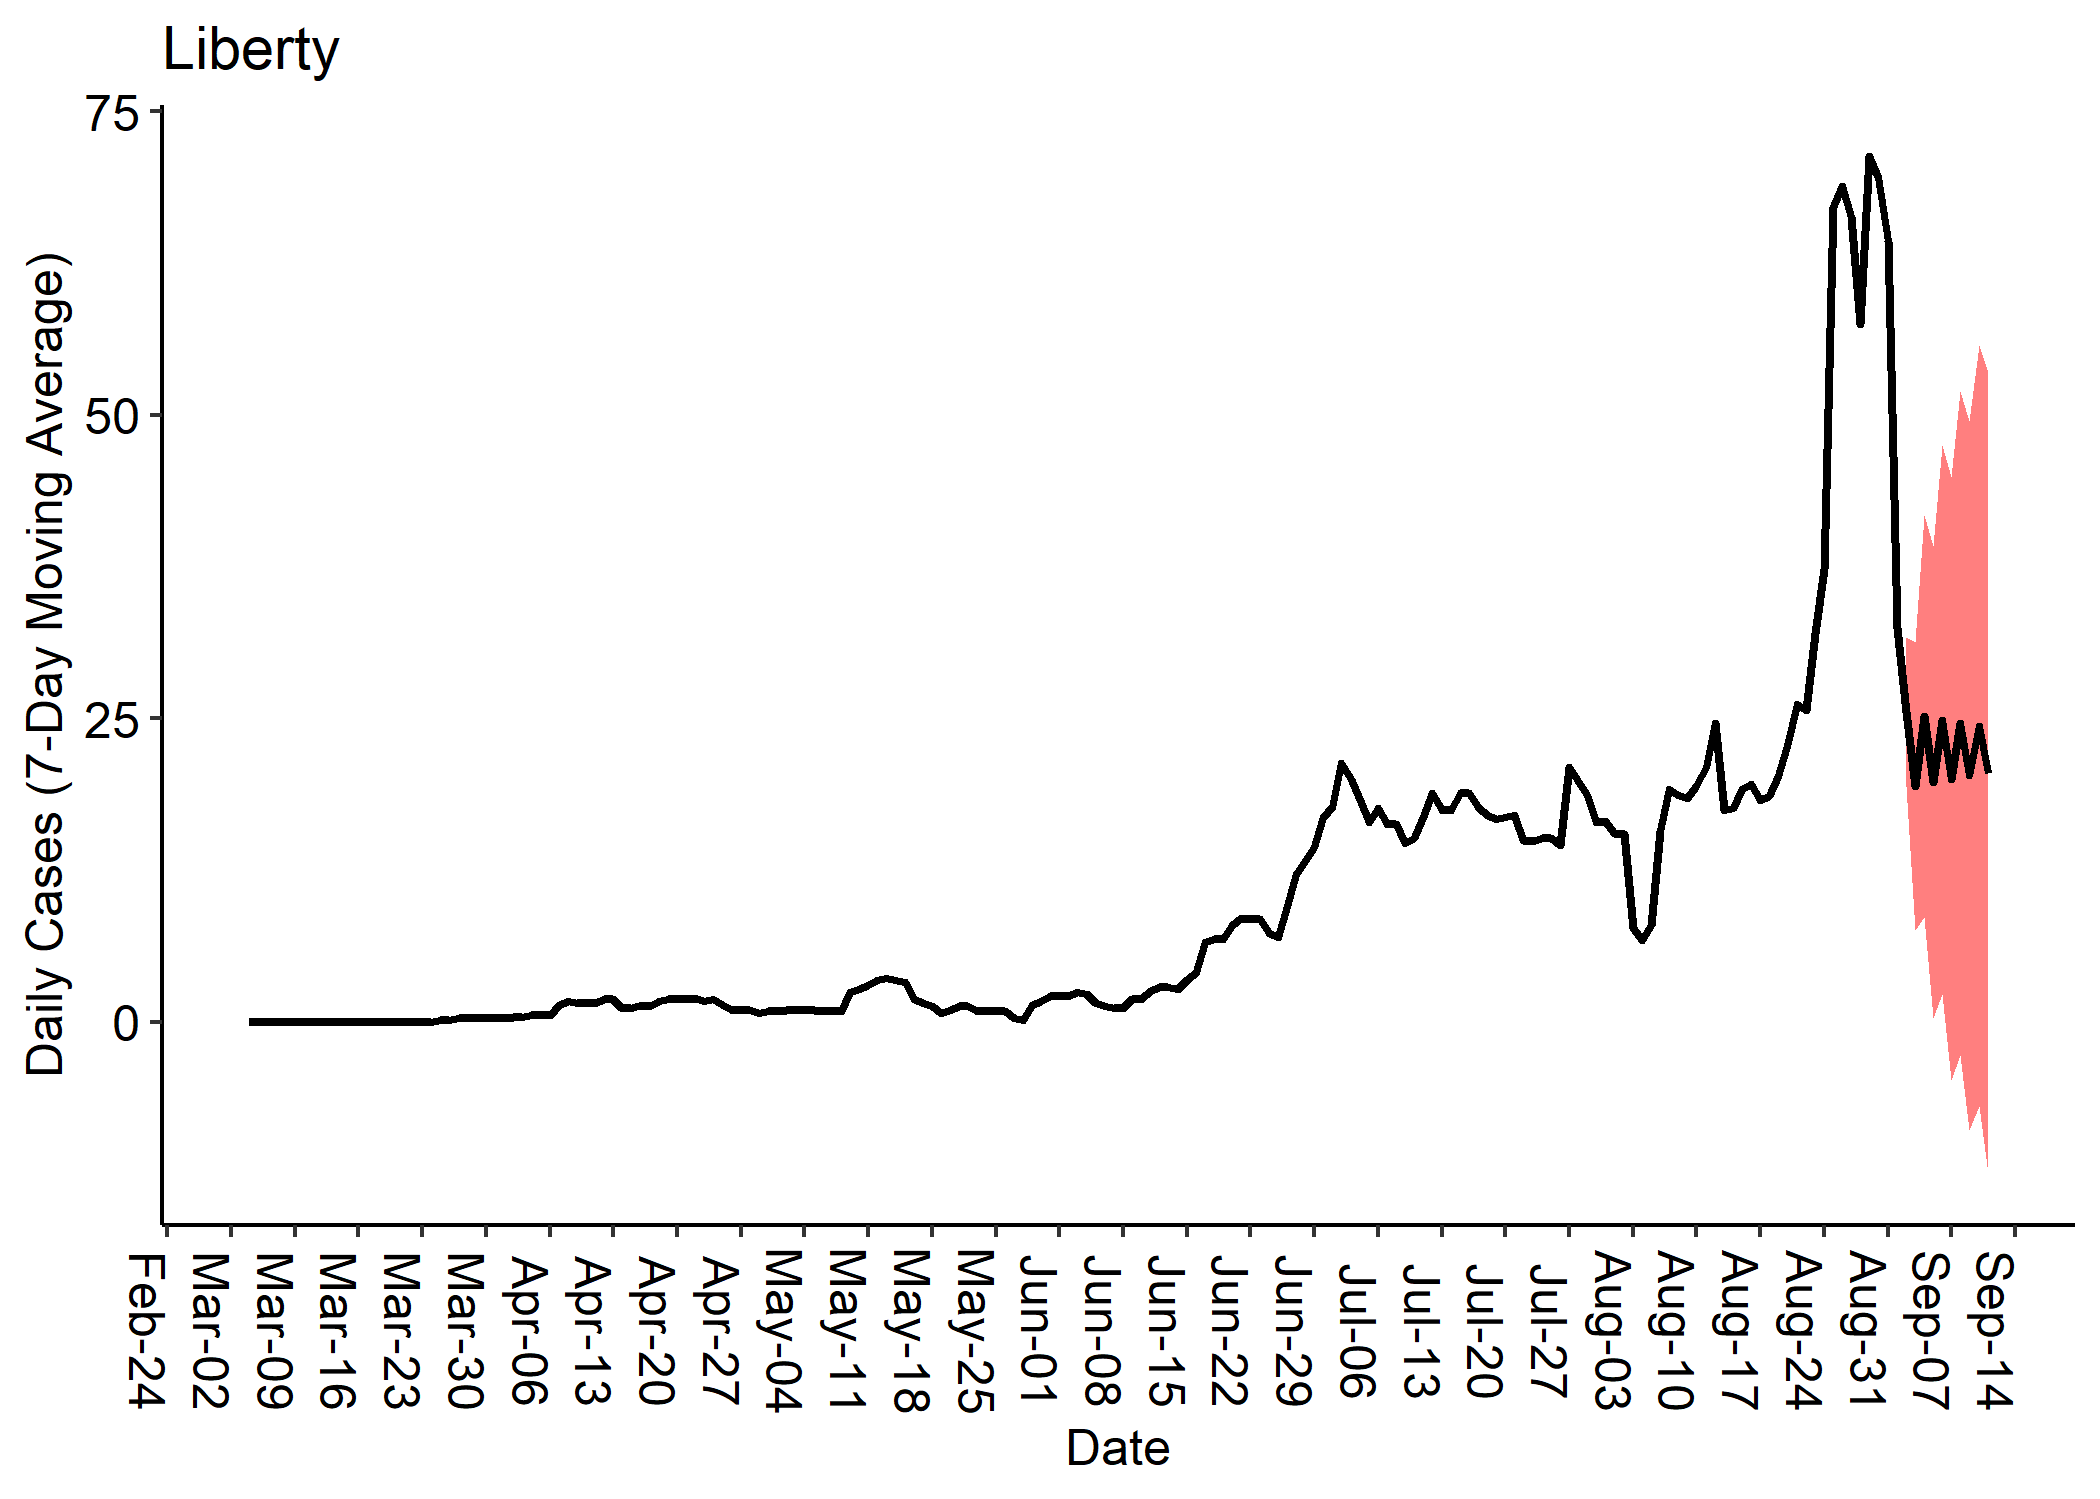 Liberty
75
50
25
0
Daily Cases (7-Day Moving Average)
Feb-24
Mar-02
Mar-09
Mar-16
Mar-23
Mar-30
Apr-06
Apr-13
Apr-20
Apr-27
May-04
May-11
May-18
May-25
Jun-01
Jun-08
Jun-15
Jun-22
Jun-29
Jul-06
Jul-13
Jul-20
Jul-27
Aug-03
Aug-10
Aug-17
Aug-24
Aug-31
Sep-07
Sep-14
Date